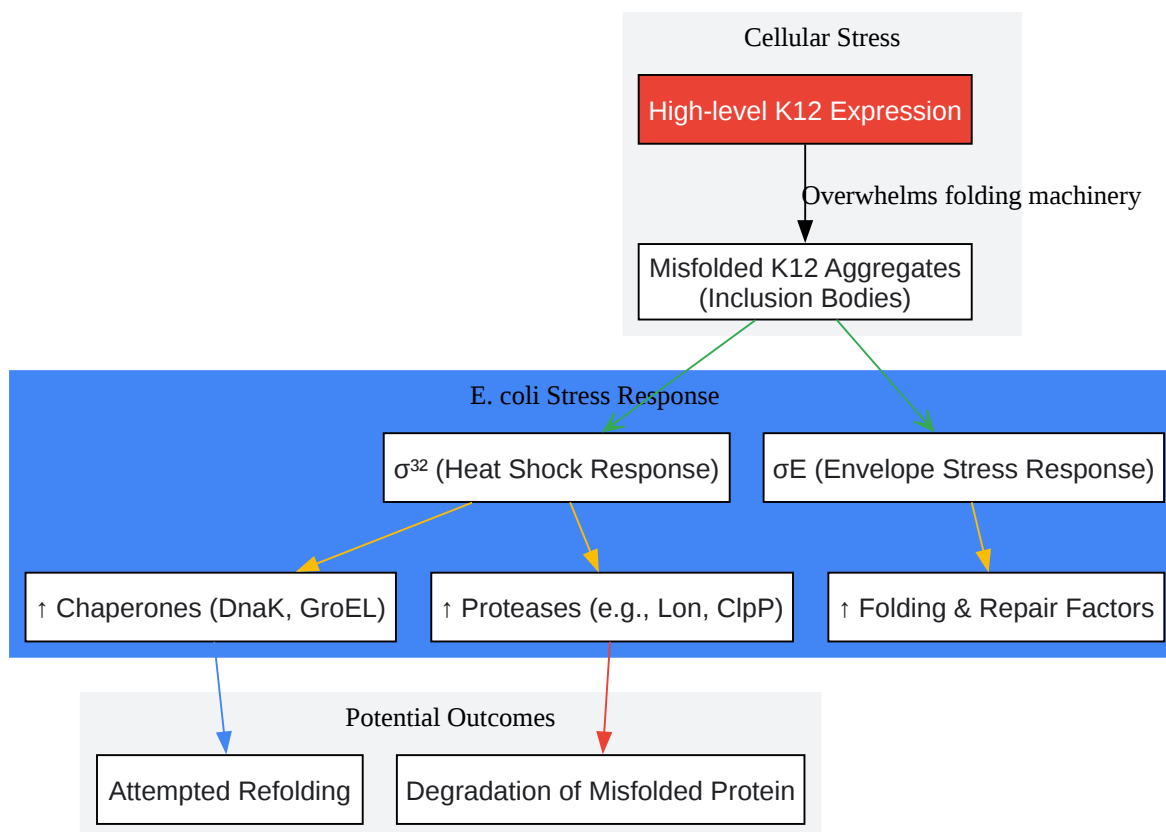 Cellular Stress
High-level K12 Expression
Overwhelms folding machinery
Misfolded K12 Aggregates
(Inclusion Bodies)
E. coli Stress Response
σ³² (Heat Shock Response)
σE (Envelope Stress Response)
↑ Chaperones (DnaK, GroEL)
↑ Proteases (e.g., Lon, ClpP)
↑ Folding & Repair Factors
Potential Outcomes
Attempted Refolding
Degradation of Misfolded Protein